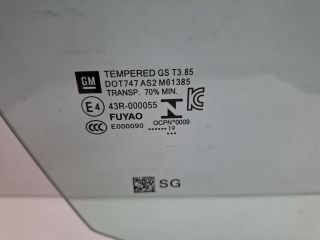 GM
TEMPERED GS T3.85
DOT747 AS2 M61385
TRANSP. 70% MIN.
E4 43R-000055
FUYAO
CCC E000090
OCPN°0009
••••••19
•••
SG